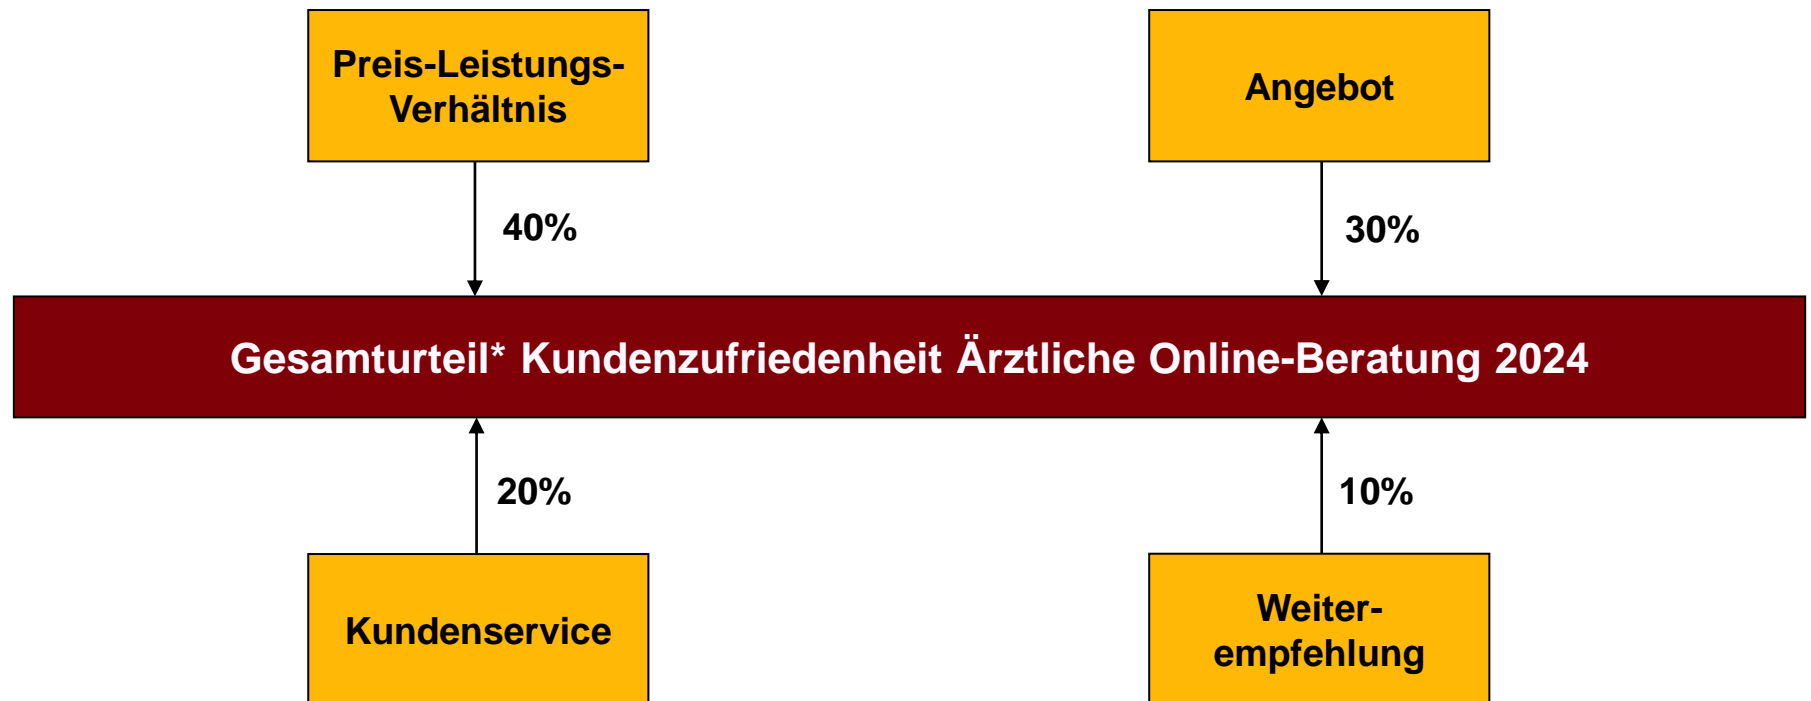 Preis-Leistungs-
Verhältnis
Angebot
40%
30%
Gesamturteil* Kundenzufriedenheit Ärztliche Online-Beratung 2024
20%
10%
Kundenservice
Weiter-
empfehlung